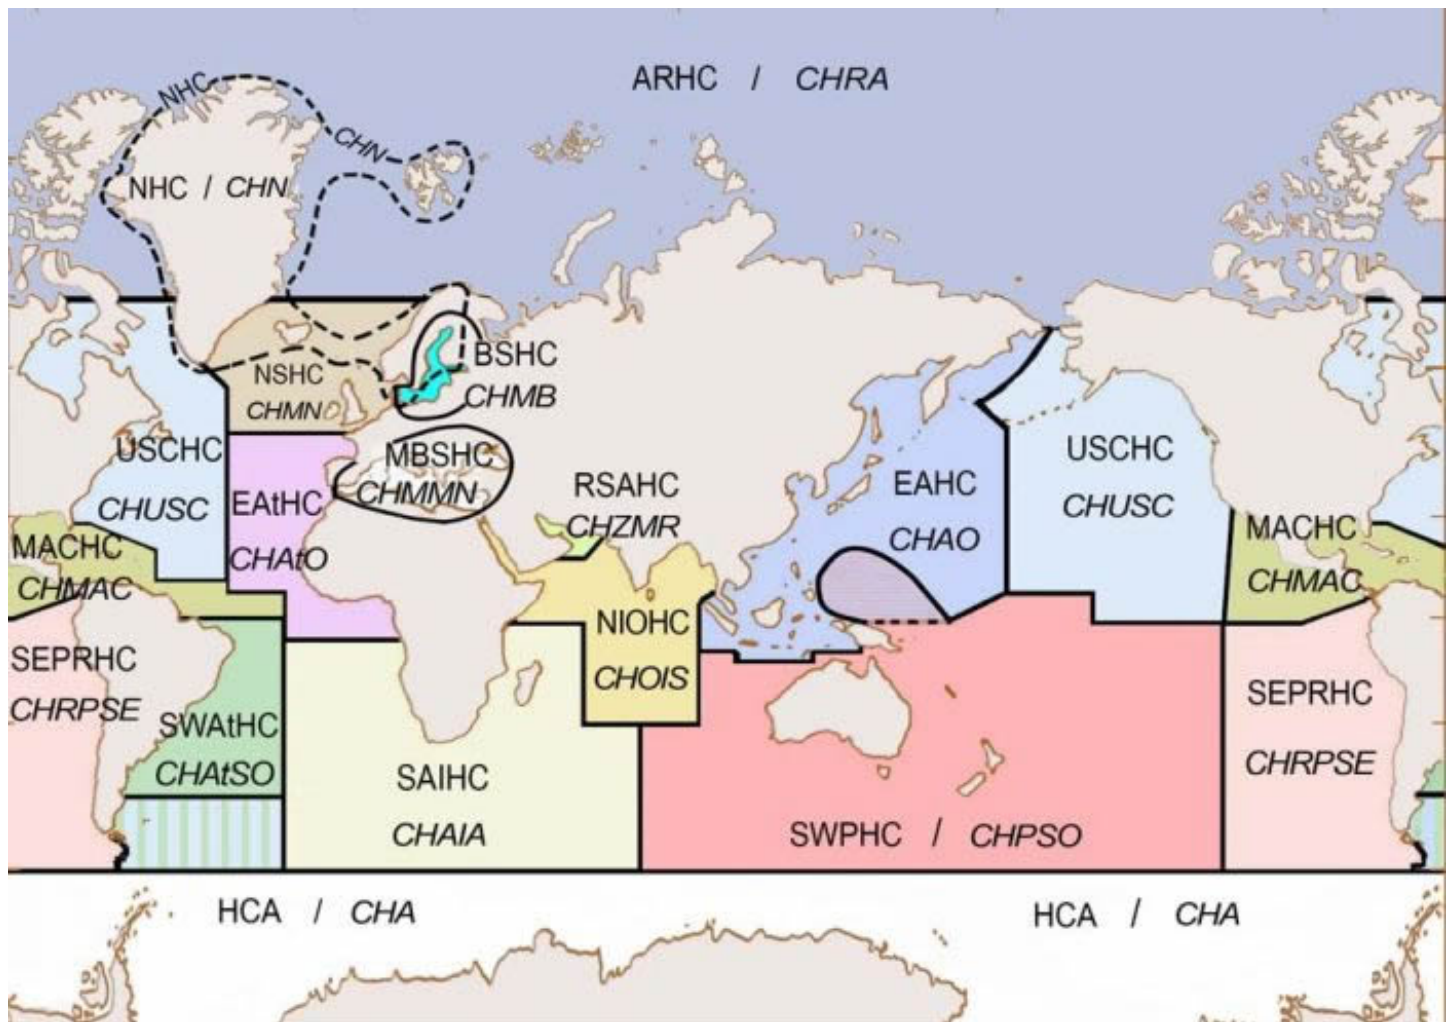 ARHC / CHRA
NHC
CHN
NHC / CHN
BSHC
CHMB
NSHC
CHMN
USCHC
CHUSC
MBSHC
CHMMN
EAtHC
CHAtO
RSAHC
CHZMR
EAHC
CHAO
USCHC
CHUSC
MACHC
CHMAC
MACHC
CHMAC
NIOHC
CHOIS
SEPRHC
CHRPSE
SWAtHC
CHAtSO
SAIHC
CHAIA
SWPHC / CHPSO
SEPRHC
CHRPSE
HCA / CHA
HCA / CHA